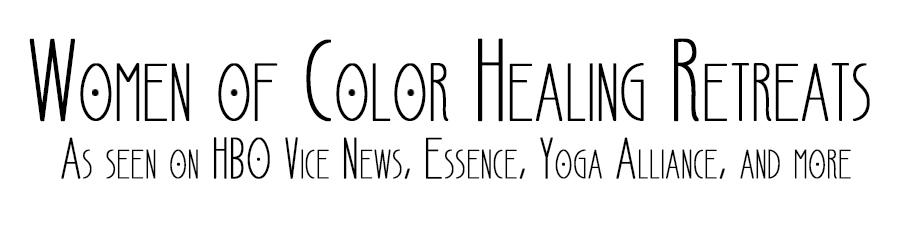 Women of Color Healing Retreats
As seen on HBO Vice News, Essence, Yoga Alliance, and more